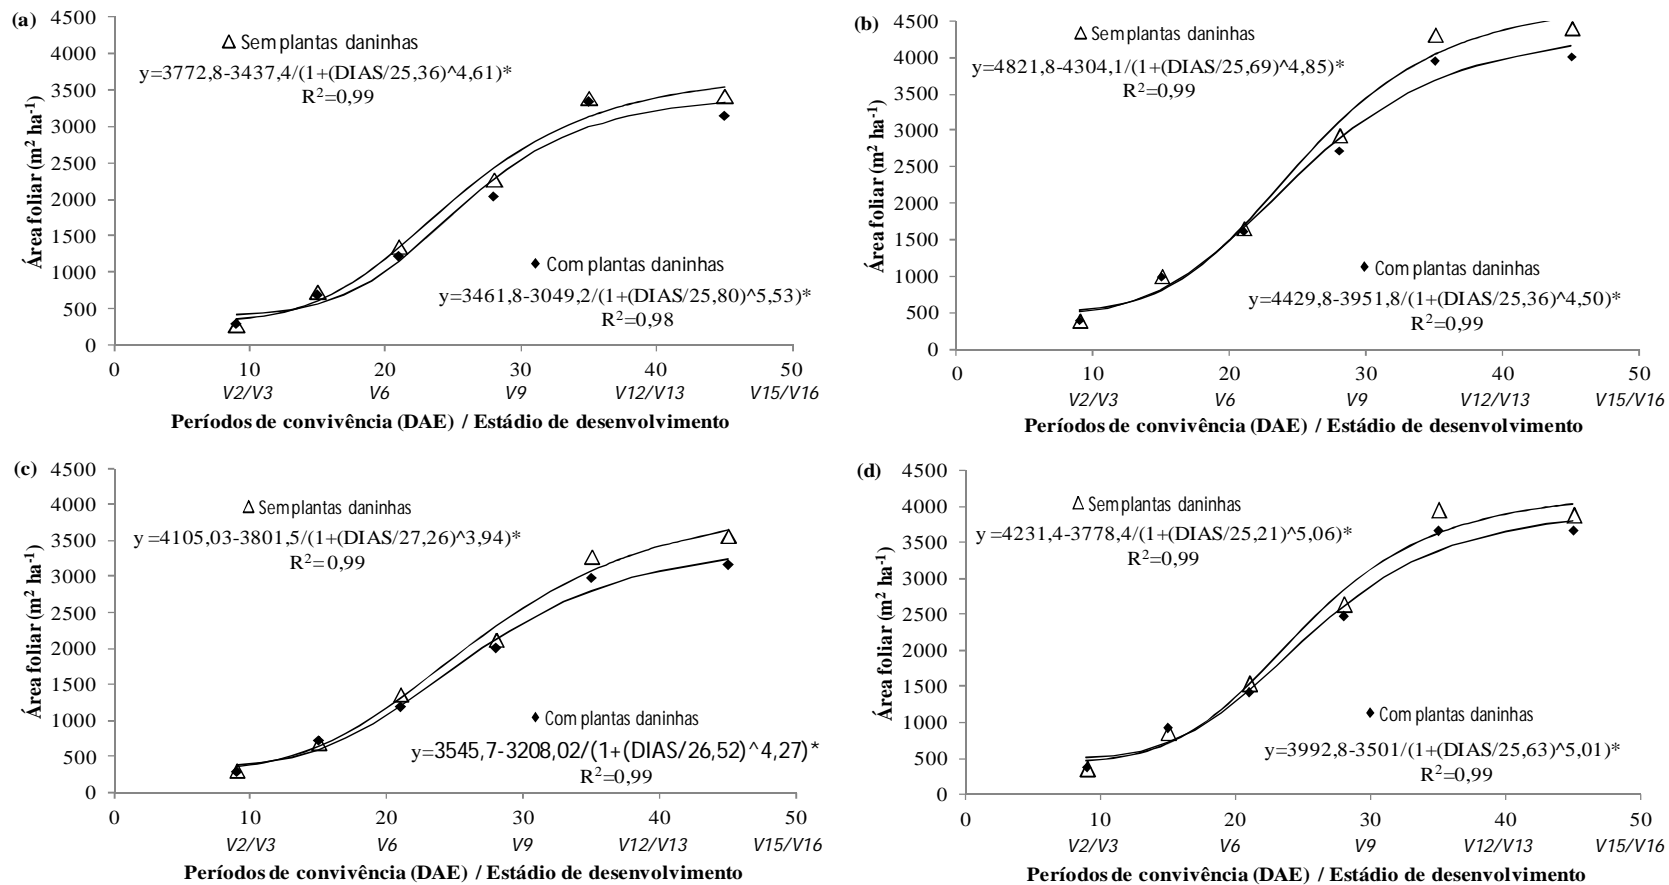 (a)
Área foliar (m² ha⁻¹)
4500
4000
3500
3000
2500
2000
1500
1000
500
0
Sem plantas daninhas
y=3772,8-3437,4/(1+(DIAS/25,36)^4,61)*
R²=0,99
Com plantas daninhas
y=3461,8-3049,2/(1+(DIAS/25,80)^5,53)*
R²=0,98
0 10 20 30 40 50
V2/V3 V6 V9 V12/V13 V15/V16
Períodos de convivência (DAE) / Estádio de desenvolvimento
(b)
Área foliar (m² ha⁻¹)
4500
4000
3500
3000
2500
2000
1500
1000
500
0
Sem plantas daninhas
y=4821,8-4304,1/(1+(DIAS/25,69)^4,85)*
R²=0,99
Com plantas daninhas
y=4429,8-3951,8/(1+(DIAS/25,36)^4,50)*
R²=0,99
0 10 20 30 40 50
V2/V3 V6 V9 V12/V13 V15/V16
Períodos de convivência (DAE) / Estádio de desenvolvimento
(c)
Área foliar (m² ha⁻¹)
4500
4000
3500
3000
2500
2000
1500
1000
500
0
Sem plantas daninhas
y =4105,03-3801,5/(1+(DIAS/27,26)^3,94)*
R²=0,99
Com plantas daninhas
y=3545,7-3208,02/(1+(DIAS/26,52)^4,27)*
R²=0,99
0 10 20 30 40 50
V2/V3 V6 V9 V12/V13 V15/V16
Períodos de convivência (DAE) / Estádio de desenvolvimento
(d)
Área foliar (m² ha⁻¹)
4500
4000
3500
3000
2500
2000
1500
1000
500
0
Sem plantas daninhas
y=4231,4-3778,4/(1+(DIAS/25,21)^5,06)*
R²=0,99
Com plantas daninhas
y=3992,8-3501/(1+(DIAS/25,63)^5,01)*
R²=0,99
0 10 20 30 40 50
V2/V3 V6 V9 V12/V13 V15/V16
Períodos de convivência (DAE) / Estádio de desenvolvimento